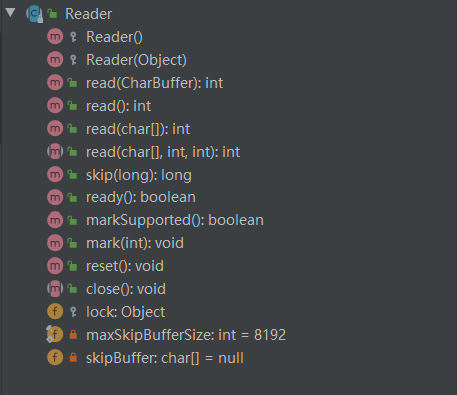 Reader
Reader()
Reader(Object)
read(CharBuffer): int
read(): int
read(char[]): int
read(char[], int, int): int
skip(long): long
ready(): boolean
markSupported(): boolean
mark(int): void
reset(): void
close(): void
lock: Object
maxSkipBufferSize: int = 8192
skipBuffer: char[] = null